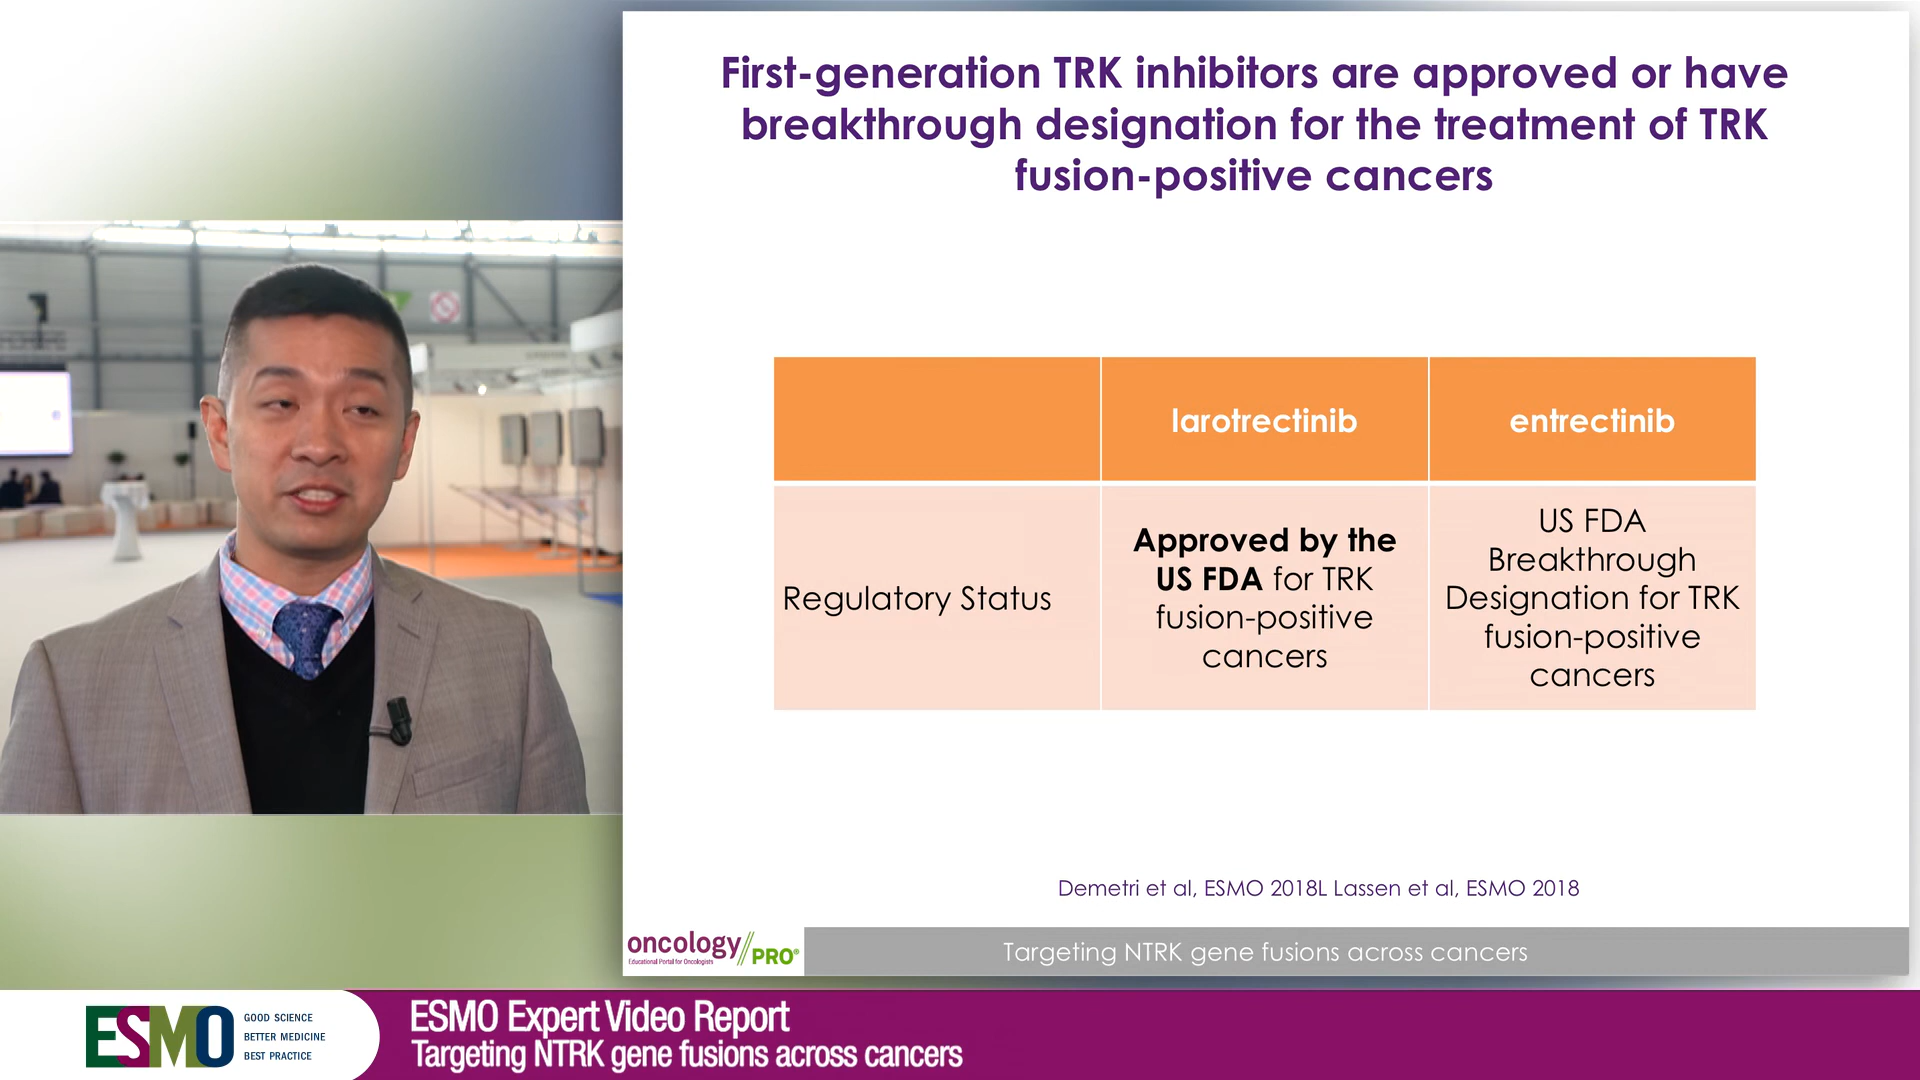 First-generation TRK inhibitors are approved or have
breakthrough designation for the treatment of TRK
fusion-positive cancers
larotrectinib
entrectinib
Regulatory Status
Approved by the
US FDA for TRK
fusion-positive
cancers
US FDA
Breakthrough
Designation for TRK
fusion-positive
cancers
Demetri et al, ESMO 2018L Lassen et al, ESMO 2018
oncology//PRO®
Educational Portal for Oncologists
Targeting NTRK gene fusions across cancers
ESMO
GOOD SCIENCE
BETTER MEDICINE
BEST PRACTICE
ESMO Expert Video Report
Targeting NTRK gene fusions across cancers